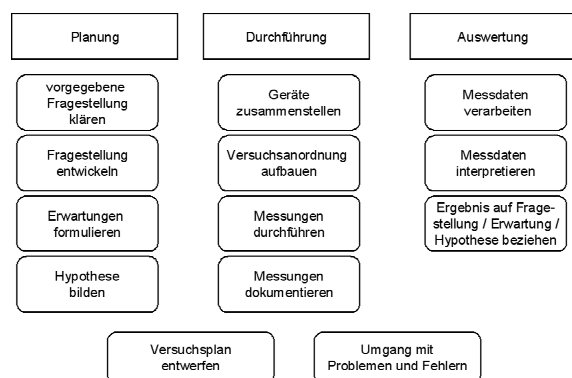 Planung
vorgegebene
Fragestellung
klären
Fragestellung
entwickeln
Erwartungen
formulieren
Hypothese
bilden
Durchführung
Geräte
zusammenstellen
Versuchsanordnung
aufbauen
Messungen
durchführen
Messungen
dokumentieren
Auswertung
Messdaten
verarbeiten
Messdaten
interpretieren
Ergebnis auf Frage-
stellung / Erwartung /
Hypothese beziehen
Versuchsplan
entwerfen
Umgang mit
Problemen und Fehlern